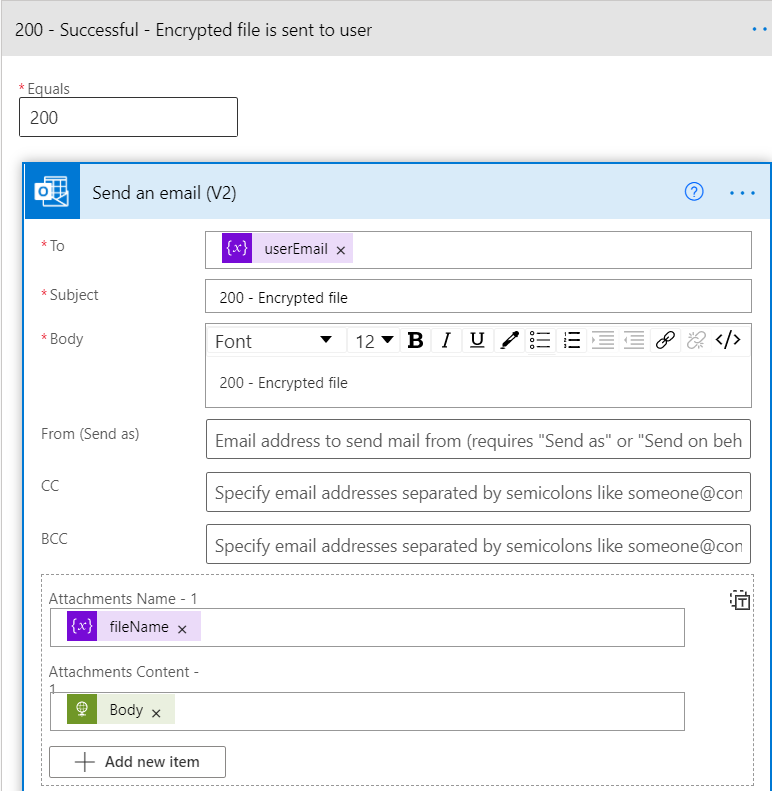 200 - Successful - Encrypted file is sent to user
* Equals
200
Send an email (V2)
* To
{x} userEmail ×
* Subject
200 - Encrypted file
* Body
Font 12 B I U </>
200 - Encrypted file
From (Send as)
Email address to send mail from (requires "Send as" or "Send on beh
CC
Specify email addresses separated by semicolons like someone@con
BCC
Specify email addresses separated by semicolons like someone@con
Attachments Name - 1
{x} fileName ×
Attachments Content -
1
Body ×
Add new item